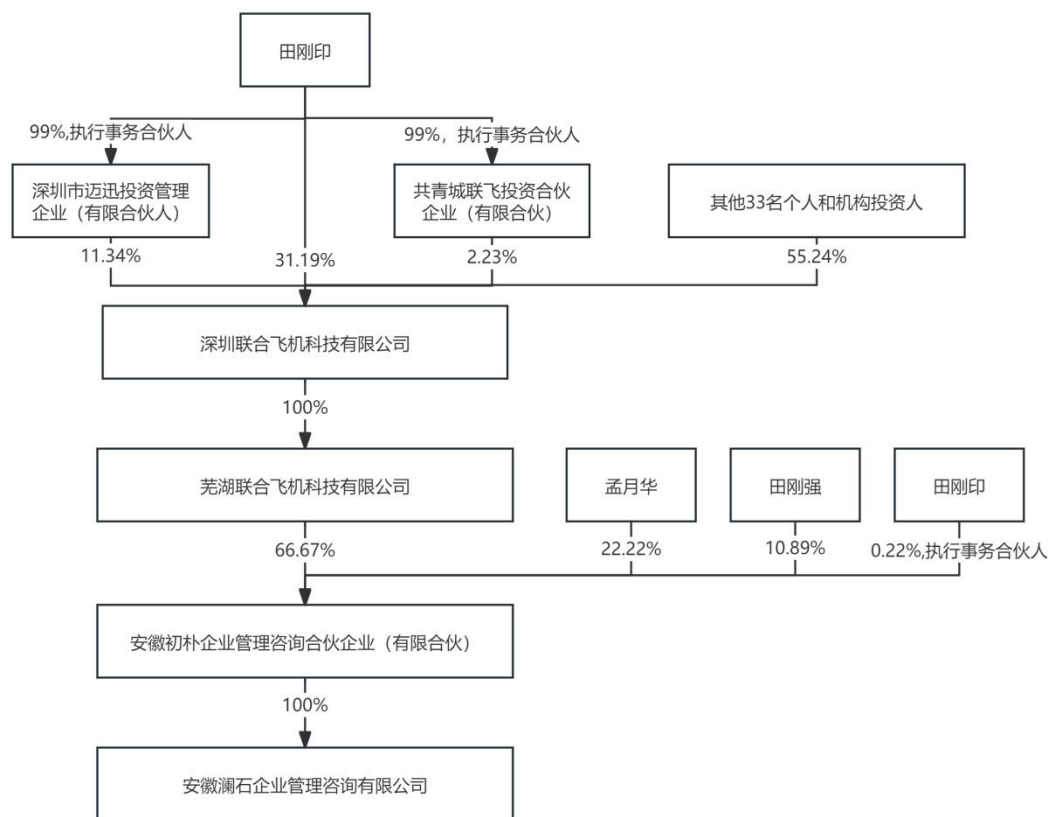 田刚印
99%,执行事务合伙人
99%，执行事务合伙人
深圳市迈迅投资管理
企业（有限合伙人）
共青城联飞投资合伙
企业（有限合伙）
其他33名个人和机构投资人
11.34%
31.19%
2.23%
55.24%
深圳联合飞机科技有限公司
100%
芜湖联合飞机科技有限公司
孟月华
田刚强
田刚印
66.67%
22.22%
10.89%
0.22%,执行事务合伙人
安徽初朴企业管理咨询合伙企业（有限合伙）
100%
安徽澜石企业管理咨询有限公司